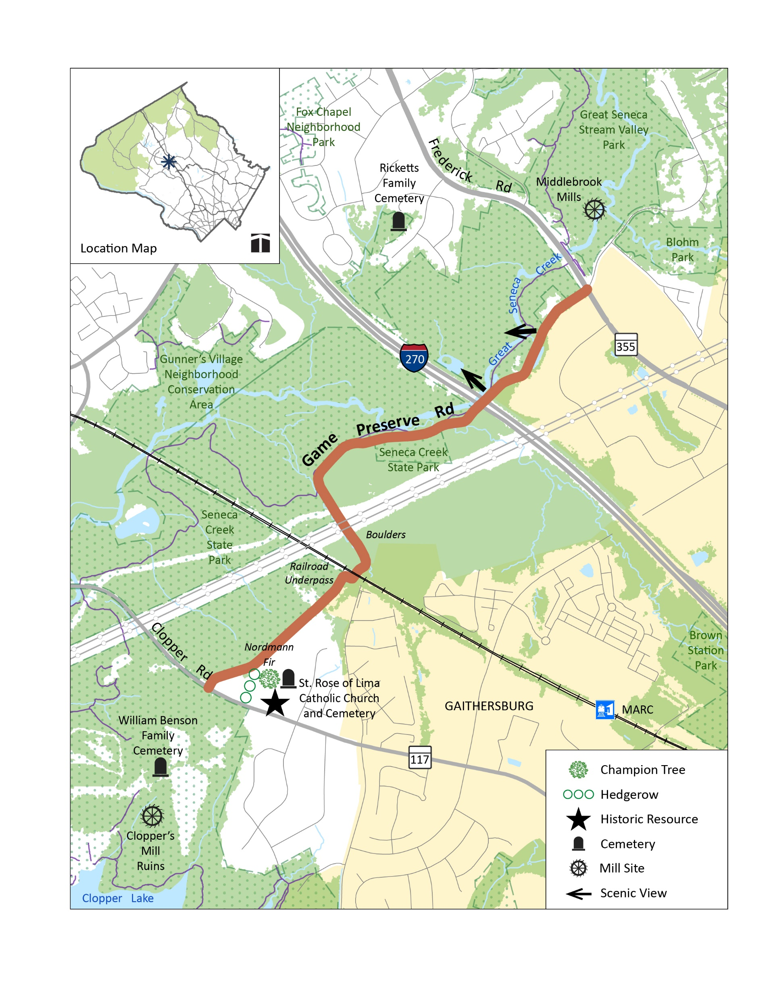 Location Map
Fox Chapel
Neighborhood
Park
Great Seneca
Stream Valley
Park
Frederick Rd
Ricketts
Family
Cemetery
Middlebrook
Mills
Blohm
Park
Great Seneca Creek
355
270
Gunner's Village
Neighborhood
Conservation
Area
Game Preserve Rd
Seneca Creek
State Park
Seneca
Creek
State
Park
Boulders
Railroad
Underpass
Clopper Rd
Nordmann
Fir
St. Rose of Lima
Catholic Church
and Cemetery
Brown
Station
Park
GAITHERSBURG
MARC
William Benson
Family
Cemetery
117
Clopper's
Mill
Ruins
Clopper Lake
Champion Tree
Hedgerow
Historic Resource
Cemetery
Mill Site
Scenic View